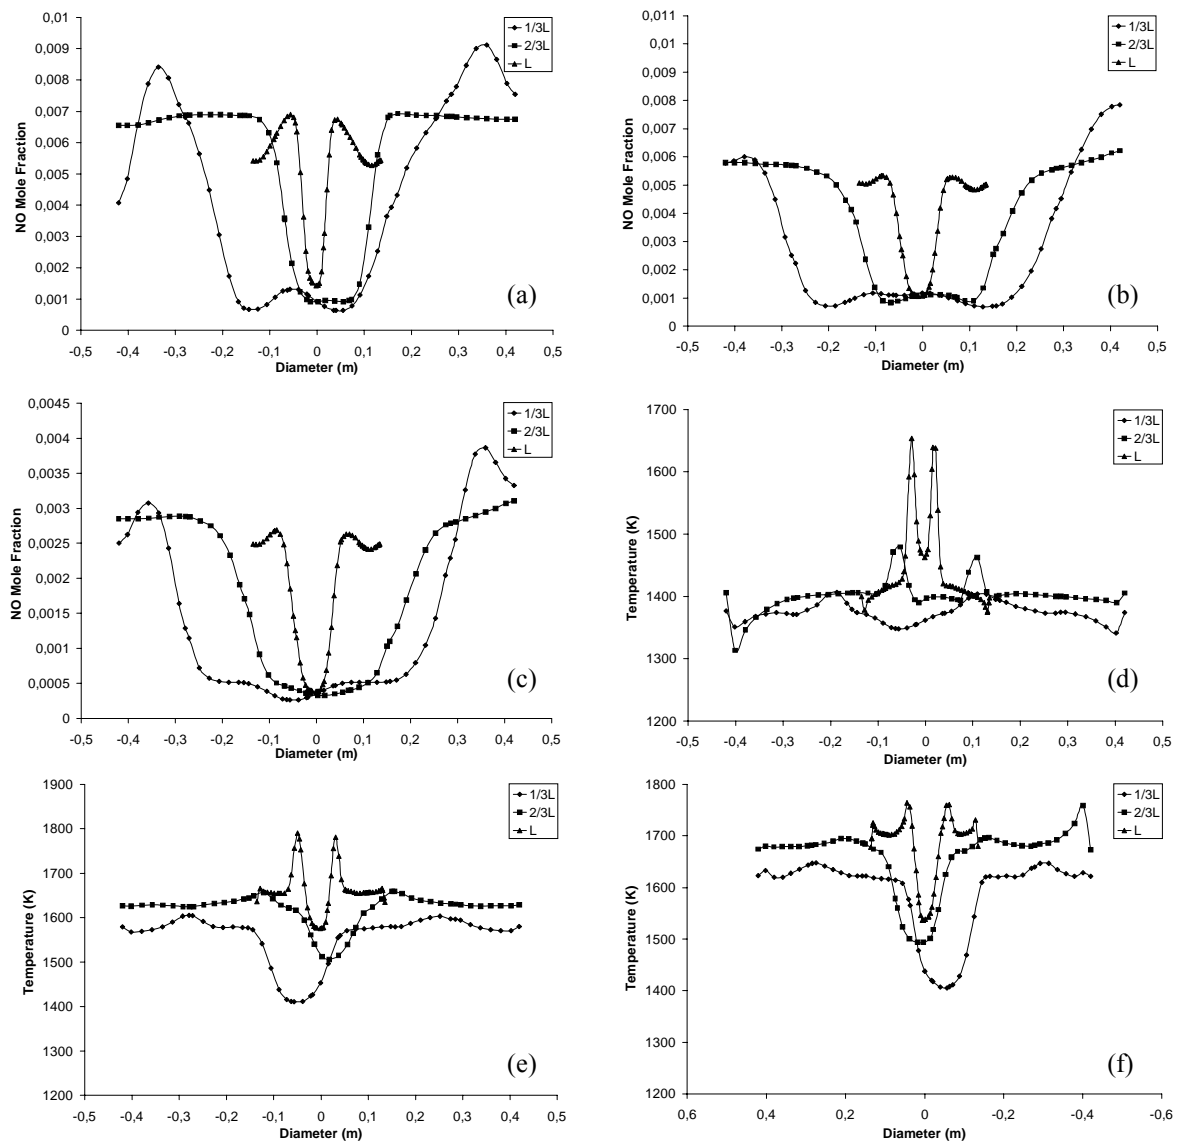 0,01
0,009
0,008
0,007
0,006
0,005
0,004
0,003
0,002
0,001
0
NO Mole Fraction
-0,5 -0,4 -0,3 -0,2 -0,1 0 0,1 0,2 0,3 0,4 0,5
Diameter (m)
1/3L
2/3L
L
(a)
0,011
0,01
0,009
0,008
0,007
0,006
0,005
0,004
0,003
0,002
0,001
0
NO Mole Fraction
-0,5 -0,4 -0,3 -0,2 -0,1 0 0,1 0,2 0,3 0,4 0,5
Diameter (m)
1/3L
2/3L
L
(b)
0,0045
0,004
0,0035
0,003
0,0025
0,002
0,0015
0,001
0,0005
0
NO Mole Fraction
-0,5 -0,4 -0,3 -0,2 -0,1 0 0,1 0,2 0,3 0,4 0,5
Diameter (m)
1/3L
2/3L
L
(c)
1700
1600
1500
1400
1300
1200
Temperature (K)
-0,5 -0,4 -0,3 -0,2 -0,1 0 0,1 0,2 0,3 0,4 0,5
Diameter (m)
1/3L
2/3L
L
(d)
1900
1800
1700
1600
1500
1400
1300
1200
Temperature (K)
-0,5 -0,4 -0,3 -0,2 -0,1 0 0,1 0,2 0,3 0,4 0,5
Diameter (m)
1/3L
2/3L
L
(e)
1800
1700
1600
1500
1400
1300
1200
Temperature (K)
0,6 0,4 0,2 0 -0,2 -0,4 -0,6
Diameter (m)
1/3L
2/3L
L
(f)